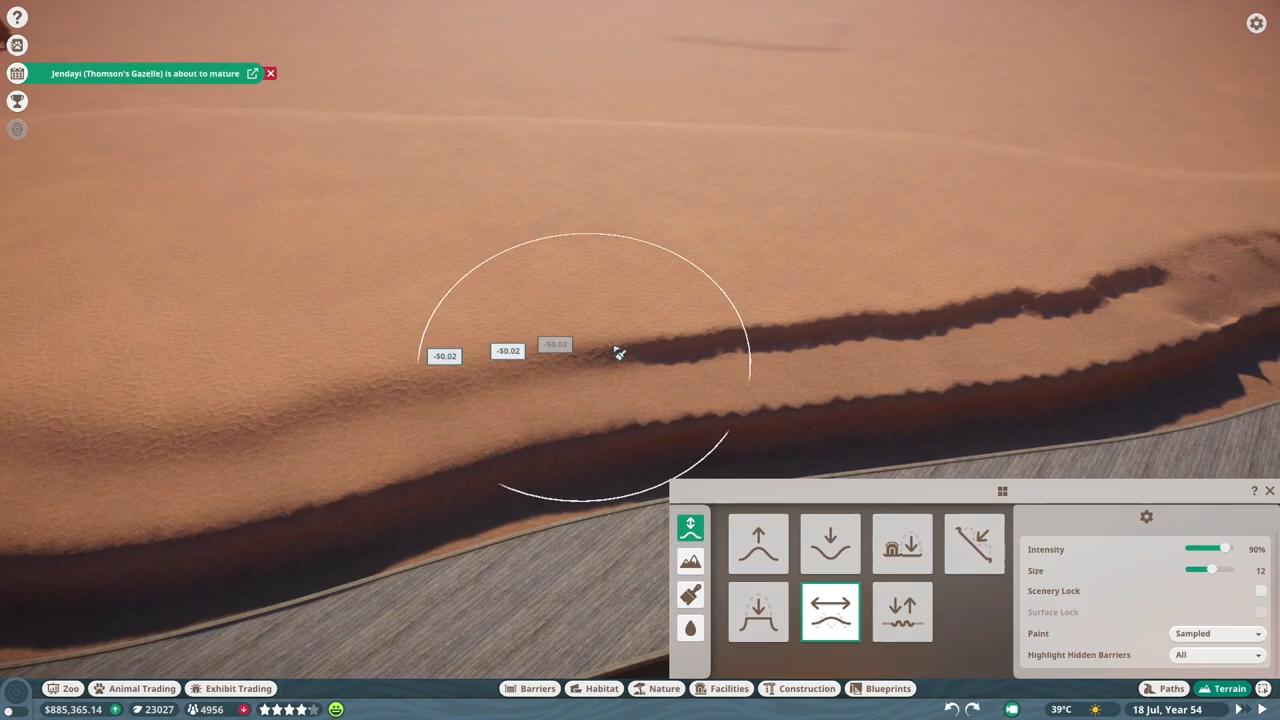 ?
Jendayi (Thomson's Gazelle) is about to mature
-$0.02
-$0.02
-$0.03
?
Intensity 90%
Size 12
Scenery Lock
Surface Lock
Paint Sampled
Highlight Hidden Barriers All
Zoo Animal Trading Exhibit Trading Barriers Habitat Nature Facilities Construction Blueprints Paths Terrain
$885,365.14 23027 4956 39°C 18 Jul, Year 54